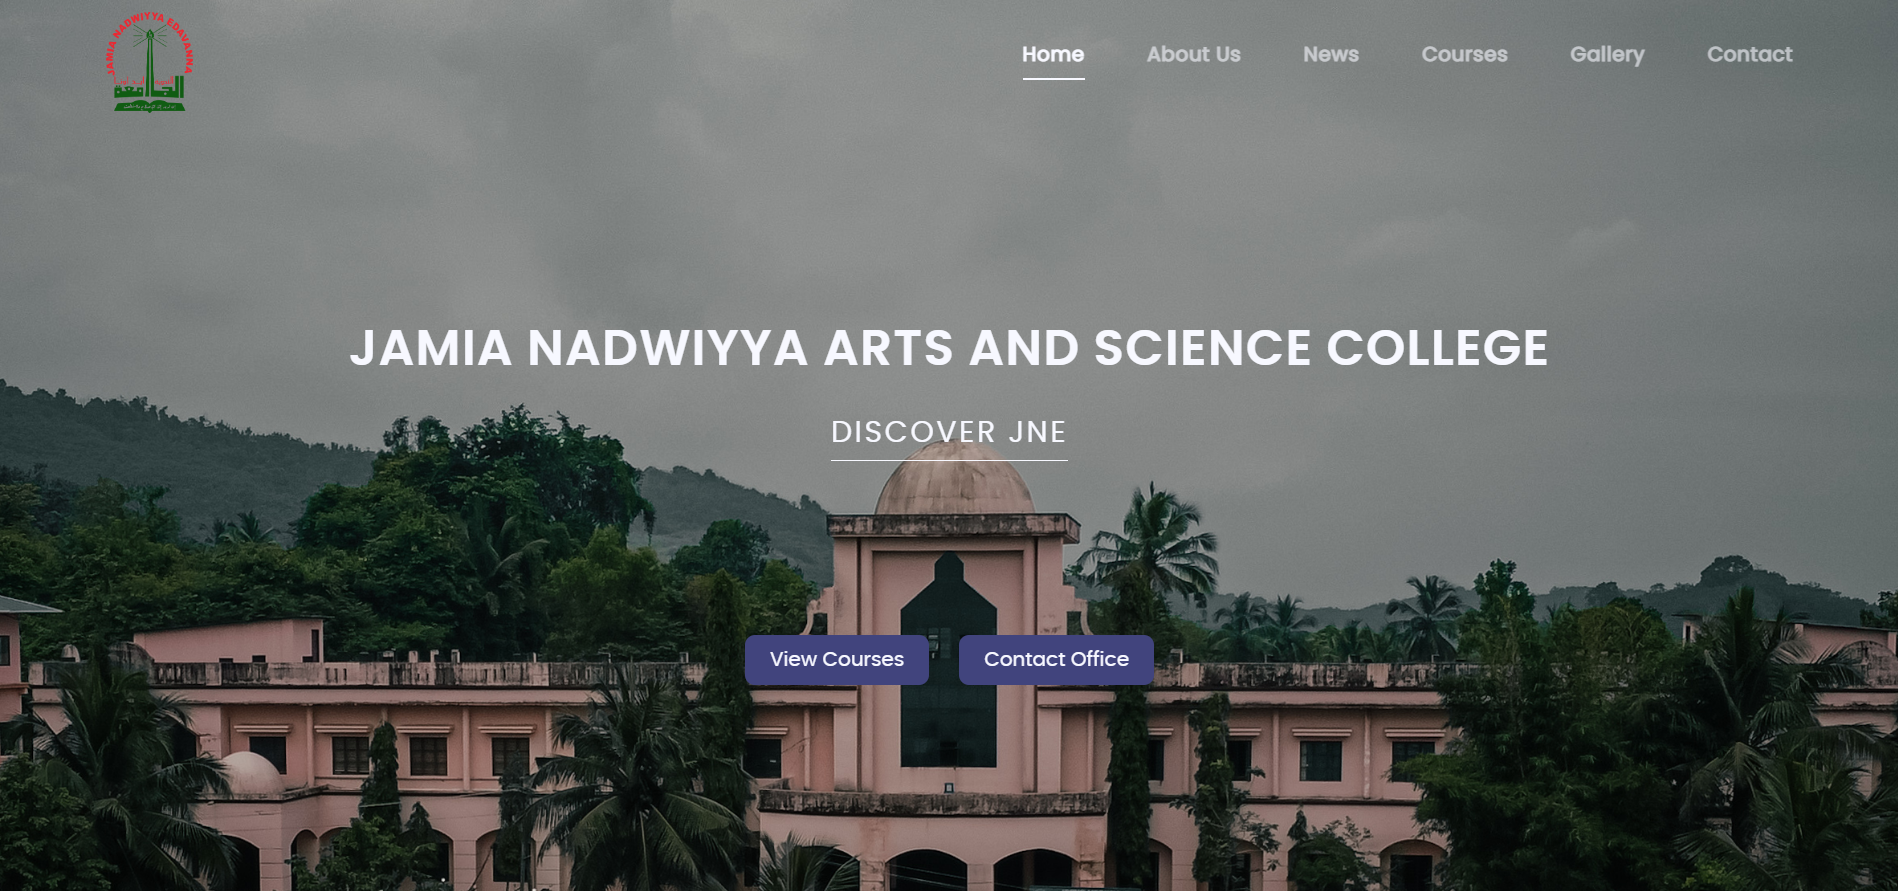 JAMIA NADWIYYA EDAVANNA
الجامعة
Home
About Us
News
Courses
Gallery
Contact
JAMIA NADWIYYA ARTS AND SCIENCE COLLEGE
DISCOVER JNE
View Courses
Contact Office